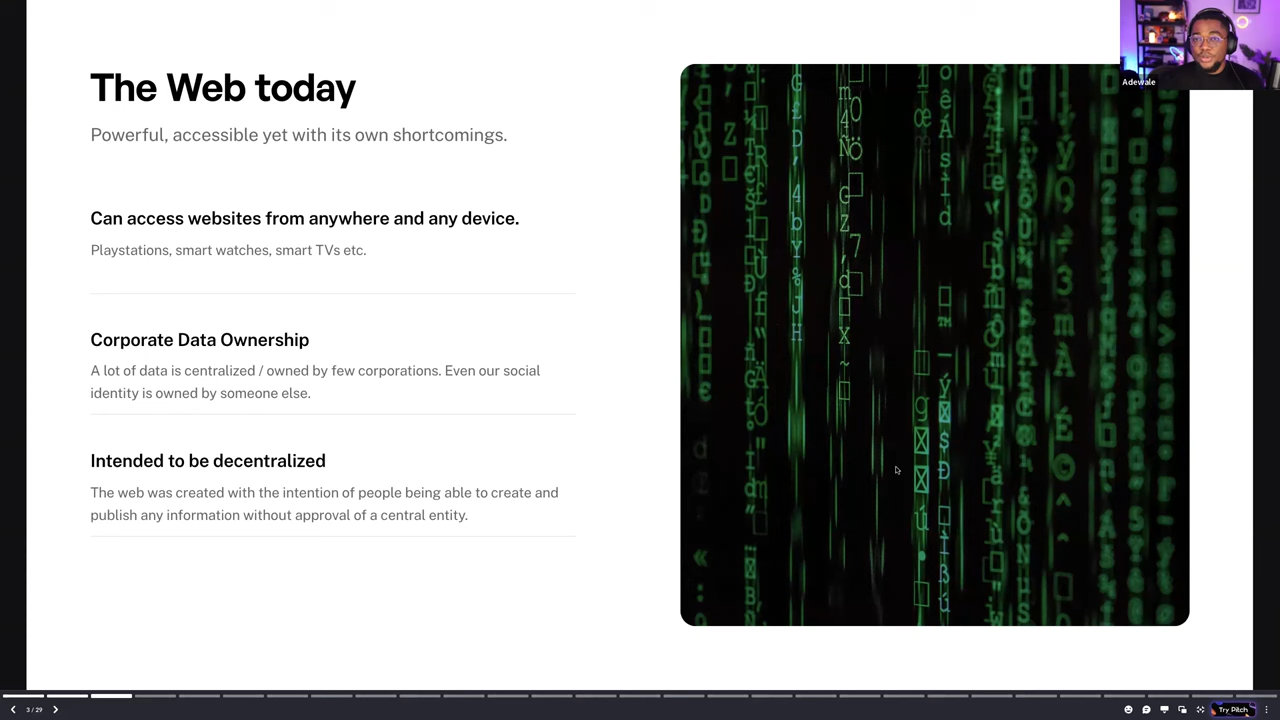 The Web today
Powerful, accessible yet with its own shortcomings.
Can access websites from anywhere and any device.
Playstations, smart watches, smart TVs etc.
Corporate Data Ownership
A lot of data is centralized / owned by few corporations. Even our social
identity is owned by someone else.
Intended to be decentralized
The web was created with the intention of people being able to create and
publish any information without approval of a central entity.
Adewale
3 / 29
Try Pitch